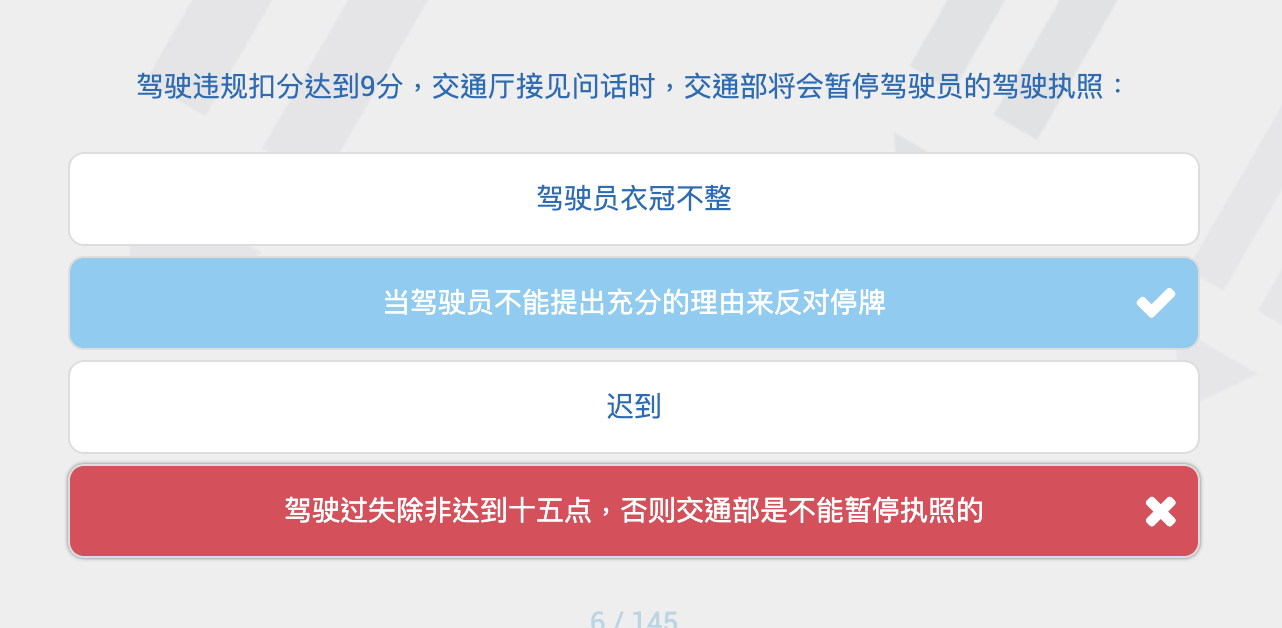 驾驶违规扣分达到9分，交通厅接见问话时，交通部将会暂停驾驶员的驾驶执照：
驾驶员衣冠不整
当驾驶员不能提出充分的理由来反对停牌
迟到
驾驶过失除非达到十五点，否则交通部是不能暂停执照的
6 / 145